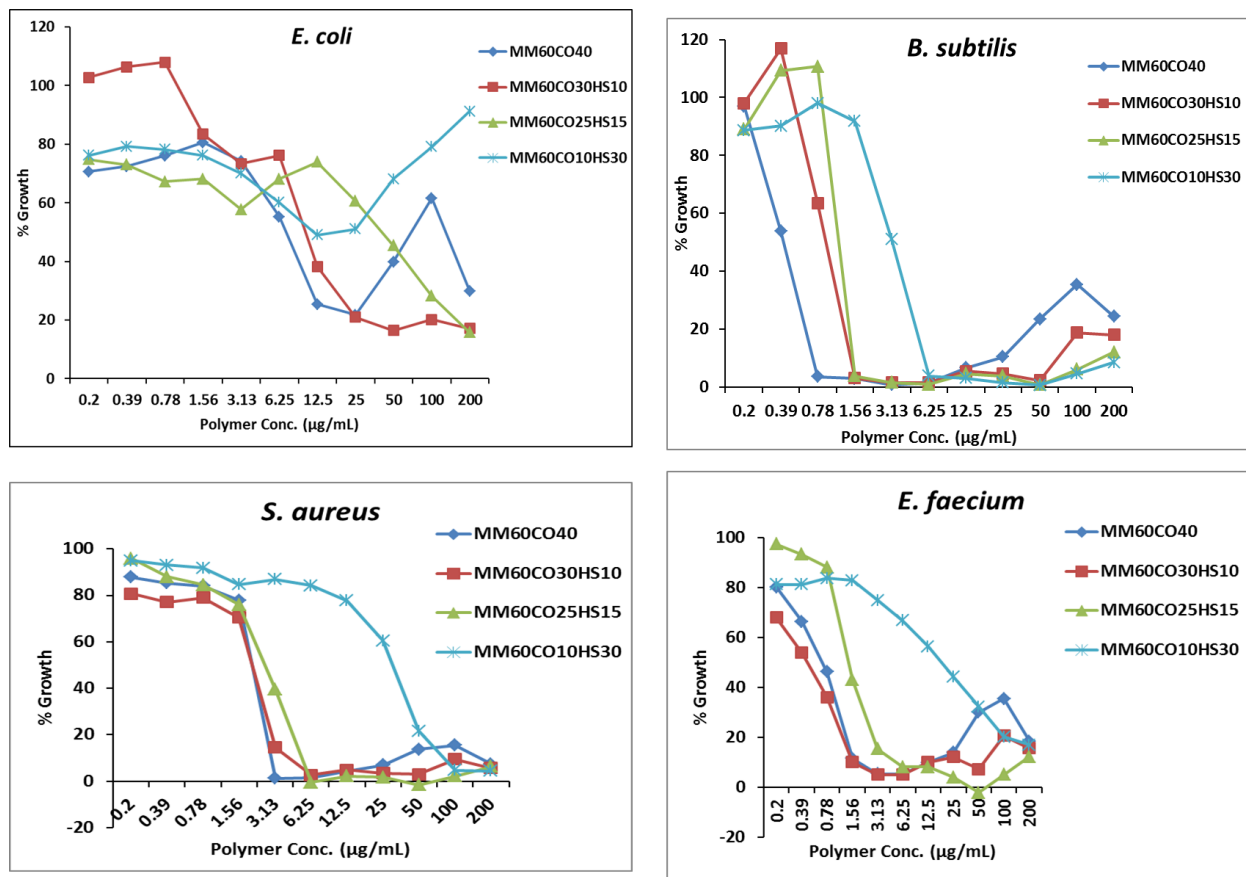 E. coli
120
100
80
60
40
20
0
% Growth
0.2 0.39 0.78 1.56 3.13 6.25 12.5 25 50 100 200
Polymer Conc. (µg/mL)
MM60CO40
MM60CO30HS10
MM60CO25HS15
MM60CO10HS30
B. subtilis
120
100
80
60
40
20
0
% Growth
0.2 0.39 0.78 1.56 3.13 6.25 12.5 25 50 100 200
Polymer Conc. (µg/mL)
MM60CO40
MM60CO30HS10
MM60CO25HS15
MM60CO10HS30
S. aureus
100
80
60
40
20
0
-20
% Growth
0.2 0.39 0.78 1.56 3.13 6.25 12.5 25 50 100 200
Polymer Conc. (µg/mL)
MM60CO40
MM60CO30HS10
MM60CO25HS15
MM60CO10HS30
E. faecium
100
80
60
40
20
0
-20
% Growth
0.2 0.39 0.78 1.56 3.13 6.25 12.5 25 50 100 200
Polymer Conc. (µg/mL)
MM60CO40
MM60CO30HS10
MM60CO25HS15
MM60CO10HS30